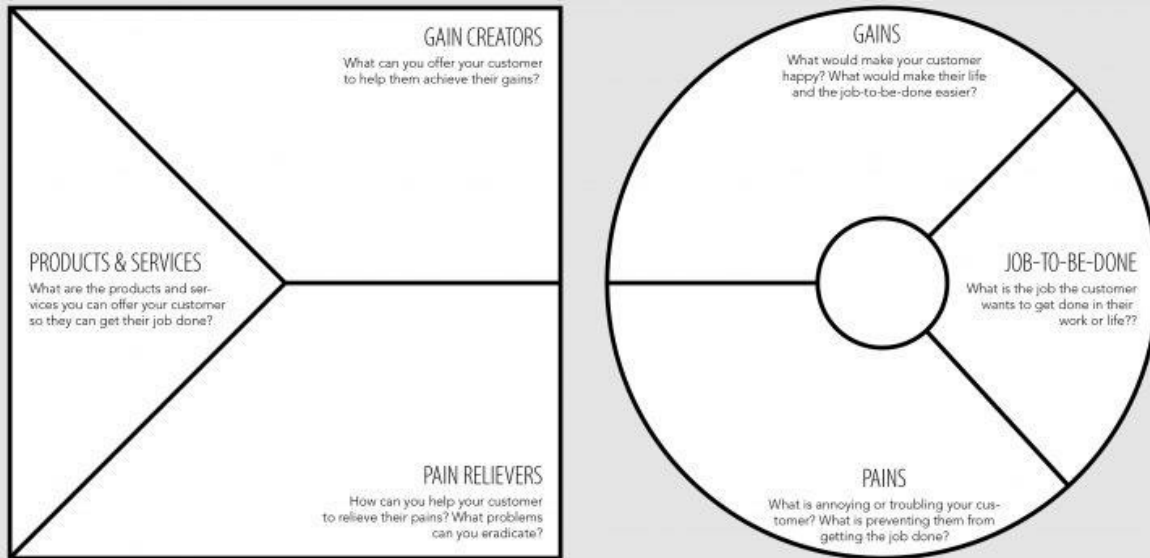 GAIN CREATORS
What can you offer your customer
to help them achieve their gains?
PRODUCTS & SERVICES
What are the products and ser-
vices you can offer your customer
so they can get their job done?
PAIN RELIEVERS
How can you help your customer
to relieve their pains? What problems
can you eradicate?
GAINS
What would make your customer
happy? What would make their life
and the job-to-be-done easier?
JOB-TO-BE-DONE
What is the job the customer
wants to get done in their
work or life??
PAINS
What is annoying or troubling your cus-
tomer? What is preventing them from
getting the job done?